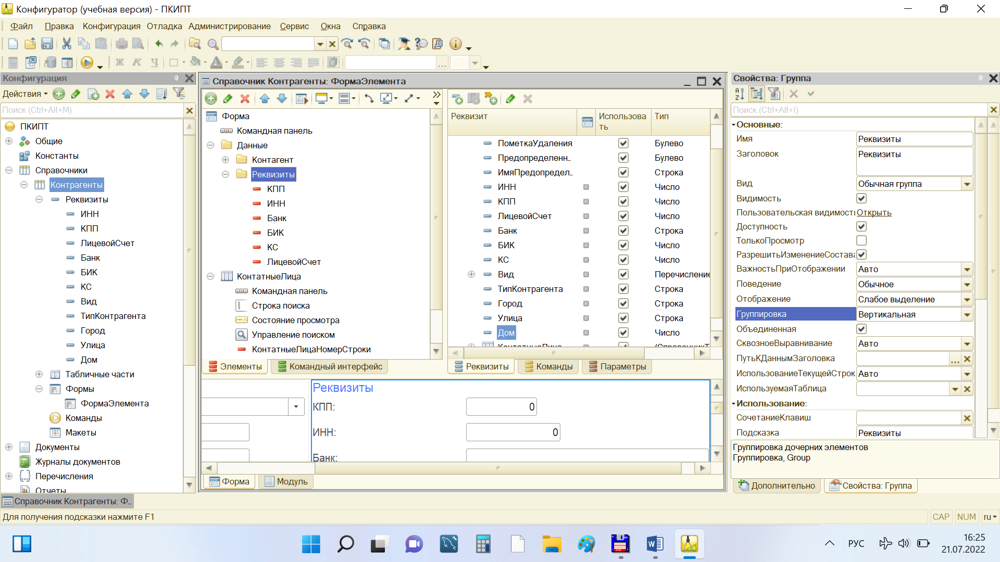 Конфигуратор (учебная версия) - ПКИПТ
Файл Правка Конфигурация Отладка Администрирование Сервис Окна Справка
Ж К Ч
Конфигурация
Действия
Поиск (Ctrl+Alt+M)
ПКИПТ
Общие
Константы
Справочники
Контрагенты
Реквизиты
ИНН
КПП
ЛицевойСчет
Банк
БИК
КС
Вид
ТипКонтрагента
Город
Улица
Дом
Табличные части
Формы
ФормаЭлемента
Команды
Макеты
Документы
Журналы документов
Перечисления
Отчеты
Справочник Контрагенты: ФормаЭлемента
Форма
Командная панель
Данные
Контагент
Реквизиты
КПП
ИНН
Банк
БИК
КС
ЛицевойСчет
КонтатныеЛица
Командная панель
Строка поиска
Состояние просмотра
Управление поиском
КонтатныеЛицаНомерСтроки
Элементы Командный интерфейс
Реквизит Использова
ть Тип
ПометкаУдаления Булево
Предопределенн... Булево
ИмяПредопредел... Строка
ИНН Число
КПП Число
ЛицевойСчет Число
Банк Строка
БИК Число
КС Число
Вид Перечисление
ТипКонтрагента Строка
Город Строка
Улица Строка
Дом Число
КонтатныеЛица (СправочникТ
Реквизиты Команды Параметры
Реквизиты
КПП: 0
ИНН: 0
Банк:
Форма Модуль
Свойства: Группа
Поиск (Ctrl+Alt+I)
Основные:
Имя Реквизиты
Заголовок Реквизиты
Вид Обычная группа
Видимость
Пользовательская видимость Открыть
Доступность
ТолькоПросмотр
РазрешитьИзменениеСостава
ВажностьПриОтображении Авто
Поведение Обычное
Отображение Слабое выделение
Группировка Вертикальная
Объединенная
СквозноеВыравнивание Авто
ПутьКДаннымЗаголовка ...
ИспользованиеТекущейСтрок Авто
ИспользуемаяТаблица
Использование:
СочетаниеКлавиш
Подсказка Реквизиты
Группировка дочерних элементов
Группировка, Group
Дополнительно Свойства: Группа
Справочник Контрагенты: Ф...
Для получения подсказки нажмите F1
CAP NUM ru
РУС
16:25
21.07.2022